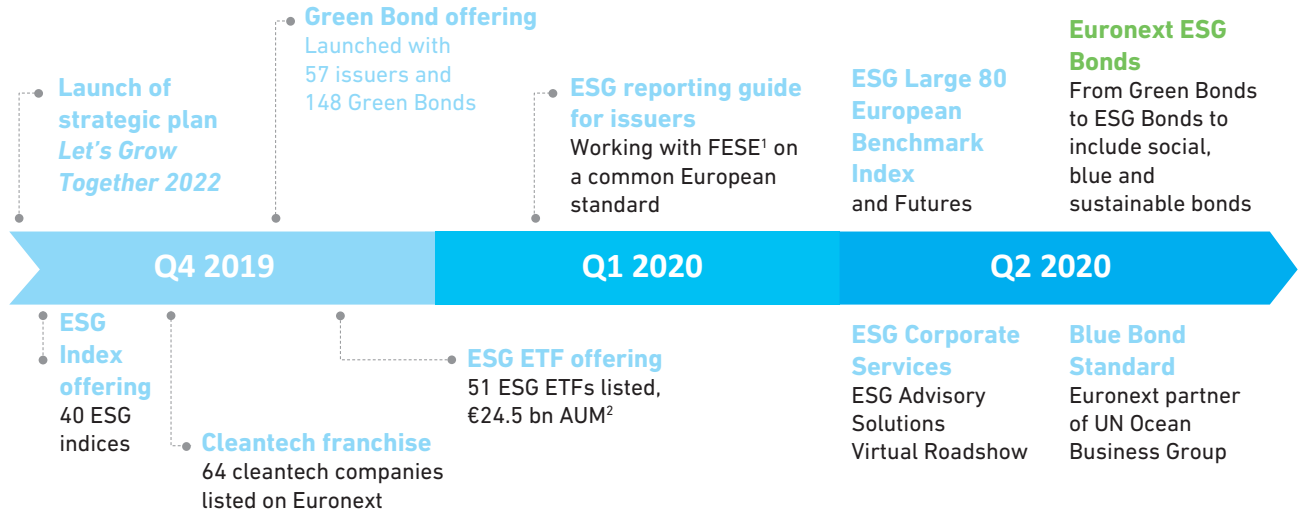 Launch of
strategic plan
Let's Grow
Together 2022
Green Bond offering
Launched with
57 issuers and
148 Green Bonds
ESG reporting guide
for issuers
Working with FESE¹ on
a common European
standard
ESG Large 80
European
Benchmark
Index
and Futures
Euronext ESG
Bonds
From Green Bonds
to ESG Bonds to
include social,
blue and
sustainable bonds
Q4 2019
Q1 2020
Q2 2020
ESG
Index
offering
40 ESG
indices
Cleantech franchise
64 cleantech companies
listed on Euronext
ESG ETF offering
51 ESG ETFs listed,
€24.5 bn AUM²
ESG Corporate
Services
ESG Advisory
Solutions
Virtual Roadshow
Blue Bond
Standard
Euronext partner
of UN Ocean
Business Group